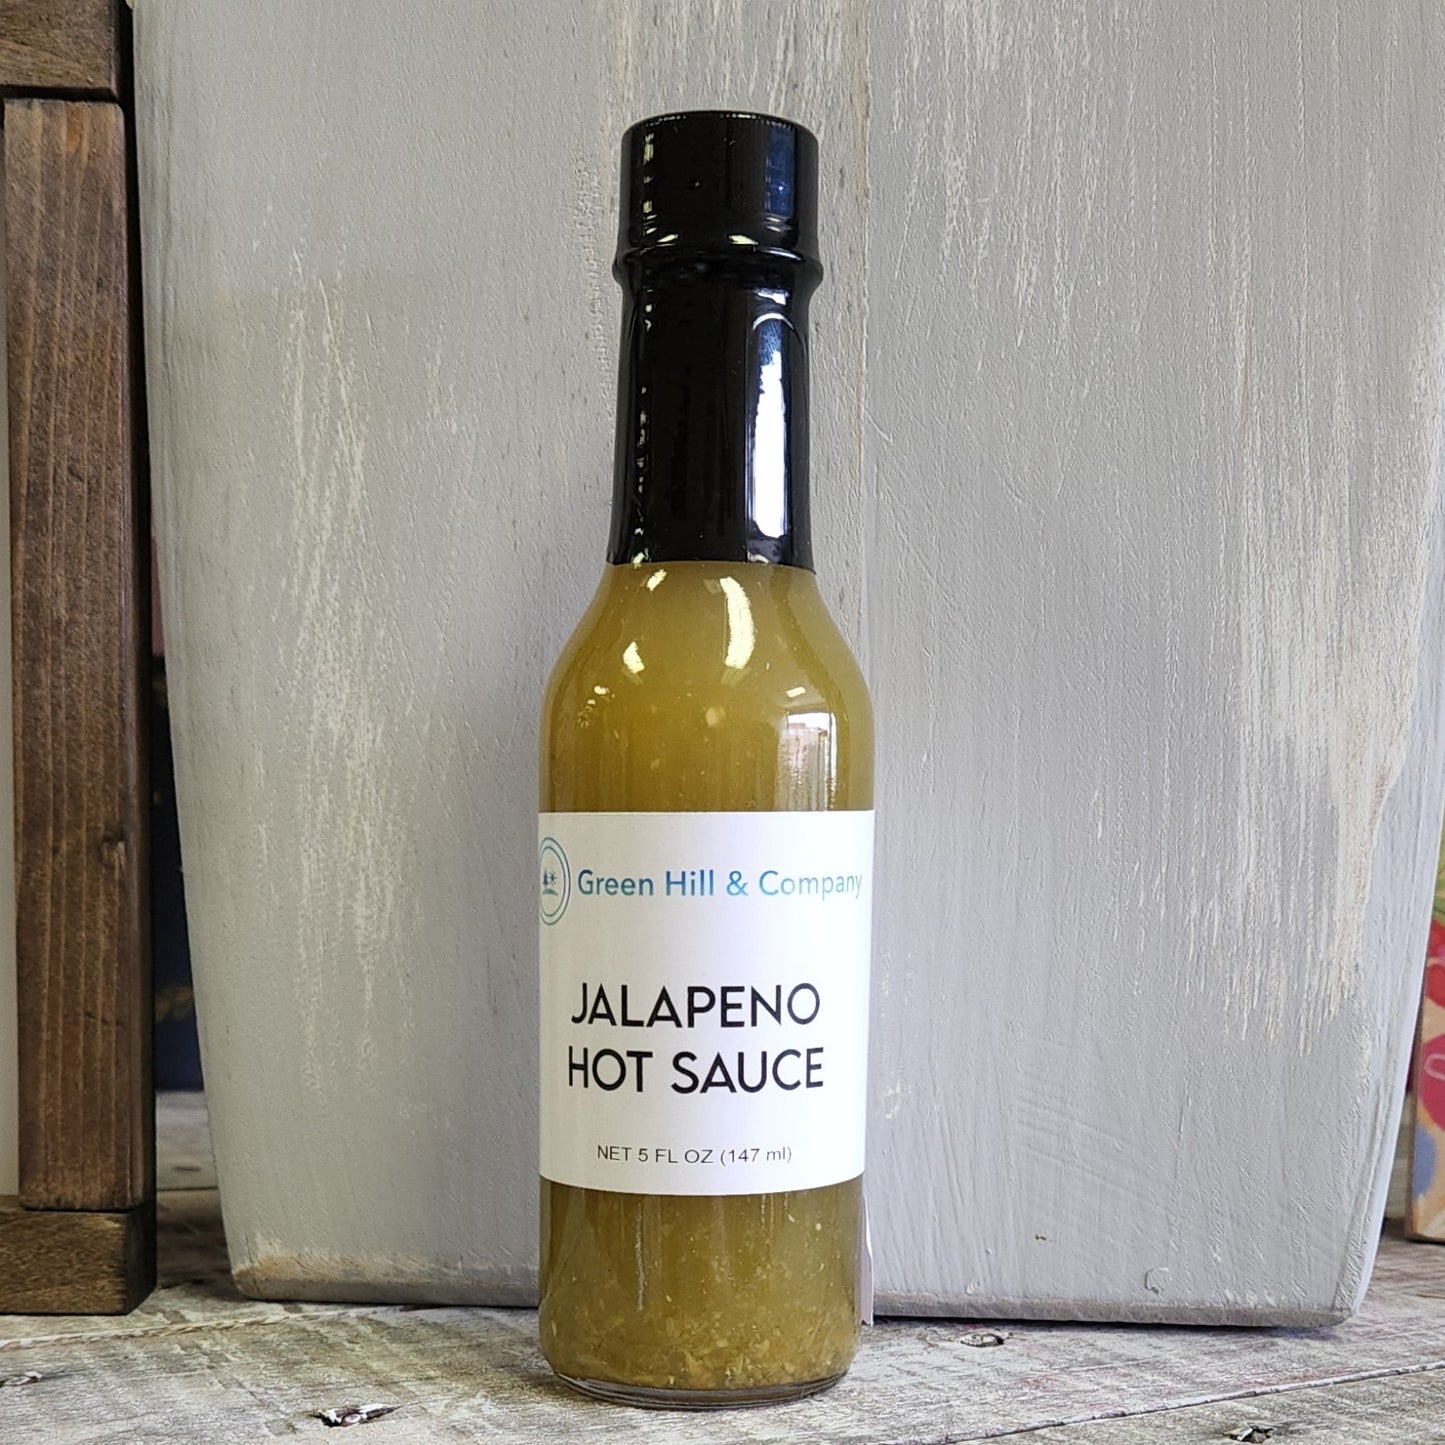 Green Hill & Company
JALAPENO
HOT SAUCE
NET 5 FL OZ (147 ml)